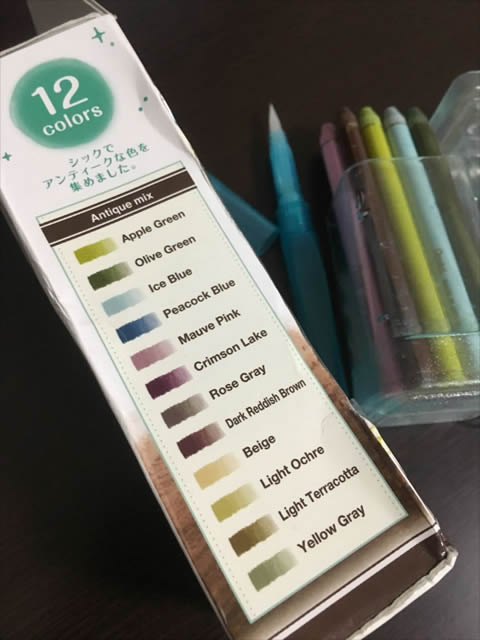 12
colors
シックで
アンティークな色を
集めました。
Antique mix
Apple Green
Olive Green
Ice Blue
Peacock Blue
Mauve Pink
Crimson Lake
Rose Gray
Dark Reddish Brown
Beige
Light Ochre
Light Terracotta
Yellow Gray